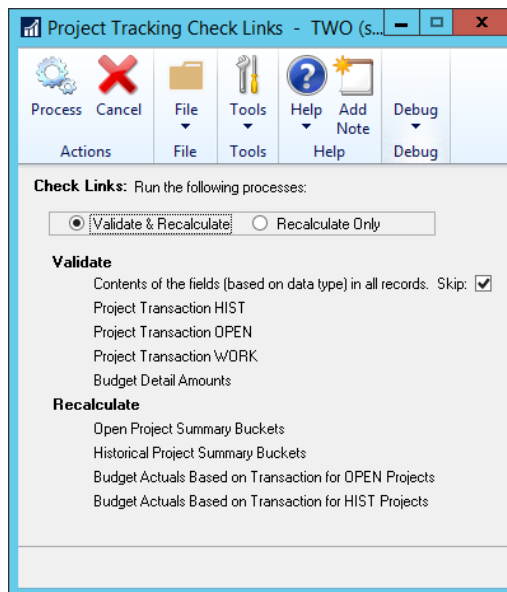 Project Tracking Check Links - TWO (s...
Process Cancel File Tools Help Add Note Debug
Actions File Tools Help Debug
Check Links: Run the following processes:
Validate & Recalculate Recalculate Only
Validate
Contents of the fields (based on data type) in all records. Skip:
Project Transaction HIST
Project Transaction OPEN
Project Transaction WORK
Budget Detail Amounts
Recalculate
Open Project Summary Buckets
Historical Project Summary Buckets
Budget Actuals Based on Transaction for OPEN Projects
Budget Actuals Based on Transaction for HIST Projects